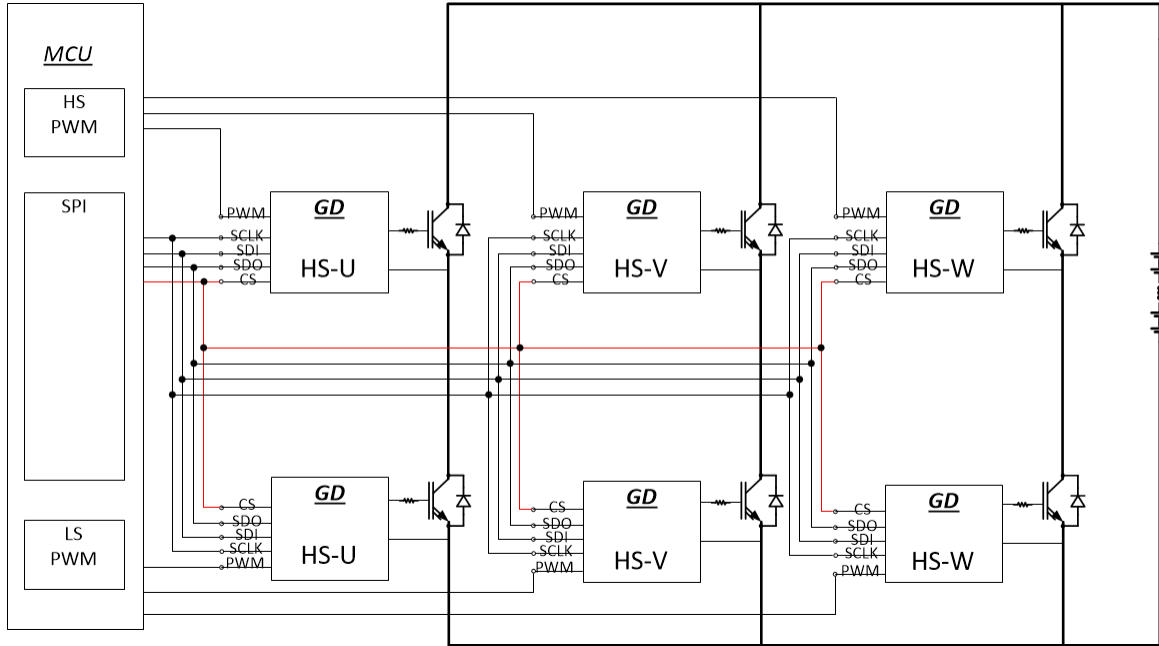 MCU
HS
PWM
SPI
LS
PWM
PWM
SCLK
SDI
SDO
CS
GD
HS-U
PWM
SCLK
SDI
SDO
CS
GD
HS-V
PWM
SCLK
SDI
SDO
CS
GD
HS-W
CS
SDO
SDI
SCLK
PWM
GD
HS-U
CS
SDO
SDI
SCLK
PWM
GD
HS-V
CS
SDO
SDI
SCLK
PWM
GD
HS-W